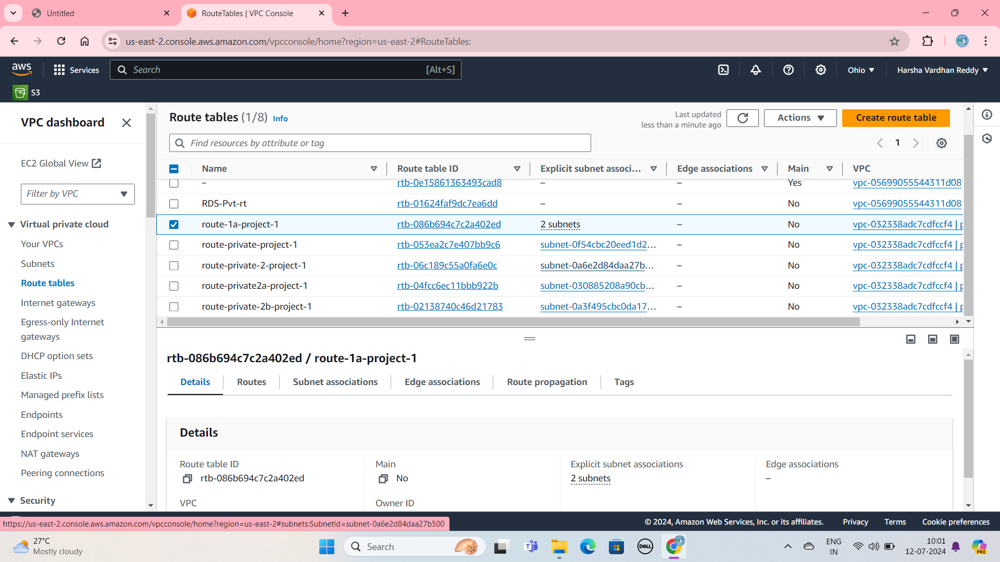 Untitled
RouteTables | VPC Console
us-east-2.console.aws.amazon.com/vpcconsole/home?region=us-east-2#RouteTables:
aws
Services
Search
[Alt+S]
Ohio
Harsha Vardhan Reddy
S3
VPC dashboard
EC2 Global View
Filter by VPC
Virtual private cloud
Your VPCs
Subnets
Route tables
Internet gateways
Egress-only Internet
gateways
DHCP option sets
Elastic IPs
Managed prefix lists
Endpoints
Endpoint services
NAT gateways
Peering connections
Security
Route tables (1/8) Info
Last updated
less than a minute ago
Actions
Create route table
Find resources by attribute or tag
1
Name Route table ID Explicit subnet associ... Edge associations Main VPC
– rtb-0e15861363493cad8 – – Yes vpc-05699055544311d08
RDS-Pvt-rt rtb-01624faf9dc7ea6dd – – No vpc-05699055544311d08
route-1a-project-1 rtb-086b694c7c2a402ed 2 subnets – No vpc-032338adc7cdfccf4 | p
route-private-project-1 rtb-053ea2c7e407bb9c6 subnet-0f54cbc20eed1d2... – No vpc-032338adc7cdfccf4 | p
route-private-2-project-1 rtb-06c189c55a0fa6e0c subnet-0a6e2d84daa27b... – No vpc-032338adc7cdfccf4 | p
route-private2a-project-1 rtb-04fcc6ec11bbb922b subnet-030885208a90cb... – No vpc-032338adc7cdfccf4 | p
route-private-2b-project-1 rtb-02138740c46d21783 subnet-0a3f495cbc0da17... – No vpc-032338adc7cdfccf4 | p
rtb-086b694c7c2a402ed / route-1a-project-1
Details Routes Subnet associations Edge associations Route propagation Tags
Details
Route table ID
rtb-086b694c7c2a402ed
Main
No
Explicit subnet associations
2 subnets
Edge associations
–
VPC
Owner ID
https://us-east-2.console.aws.amazon.com/vpcconsole/home?region=us-east-2#subnets:SubnetId=subnet-0a6e2d84daa27b500
© 2024, Amazon Web Services, Inc. or its affiliates. Privacy Terms Cookie preferences
27°C
Mostly cloudy
Search
DELL
ENG
IN
10:01
12-07-2024
PRE